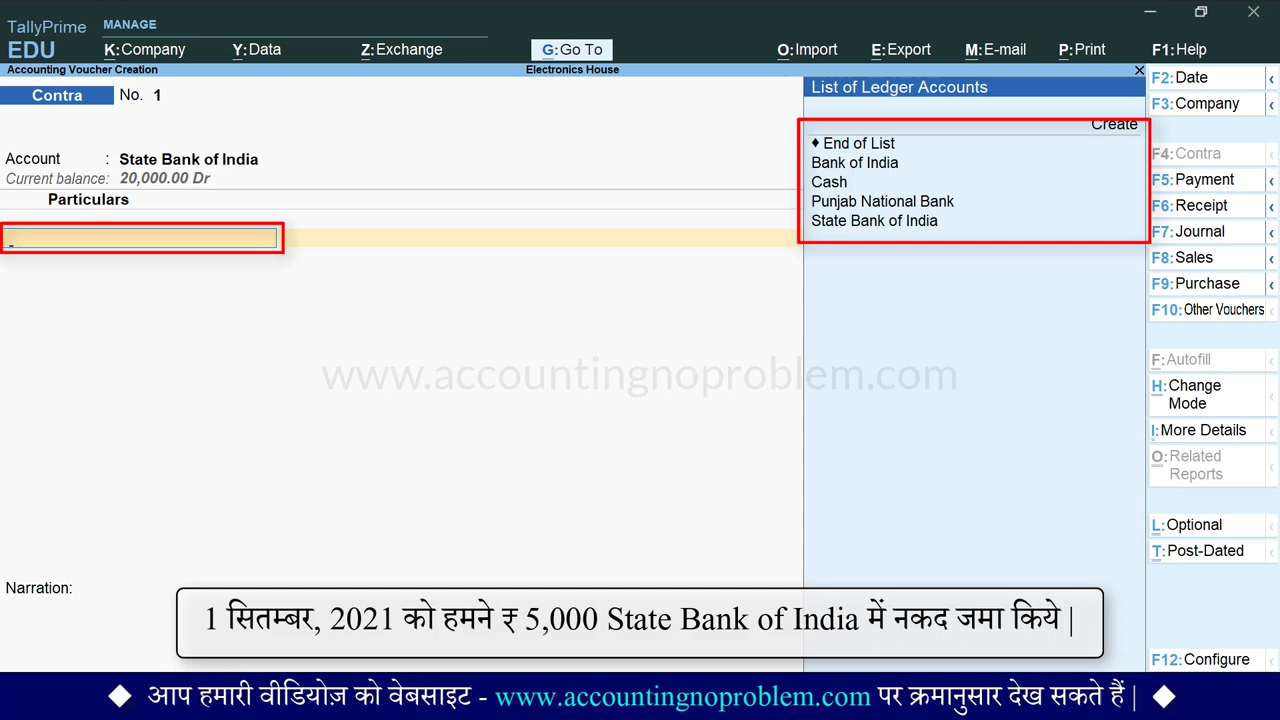 TallyPrime
EDU
MANAGE
K:Company Y:Data Z:Exchange G:Go To O:Import E:Export M:E-mail P:Print F1:Help
Accounting Voucher Creation Electronics House
Contra No. 1
Account : State Bank of India
Current balance: 20,000.00 Dr
Particulars
List of Ledger Accounts
Create
♦ End of List
Bank of India
Cash
Punjab National Bank
State Bank of India
F2:Date
F3:Company
F4:Contra
F5:Payment
F6:Receipt
F7:Journal
F8:Sales
F9:Purchase
F10:Other Vouchers
F:Autofill
H:Change
Mode
I:More Details
O:Related
Reports
L:Optional
T:Post-Dated
F12:Configure
www.accountingnoproblem.com
Narration:
1 सितम्बर, 2021 को हमने ₹ 5,000 State Bank of India में नकद जमा किये |
◆ आप हमारी वीडियोज़ को वेबसाइट - www.accountingnoproblem.com पर क्रमानुसार देख सकते हैं | ◆